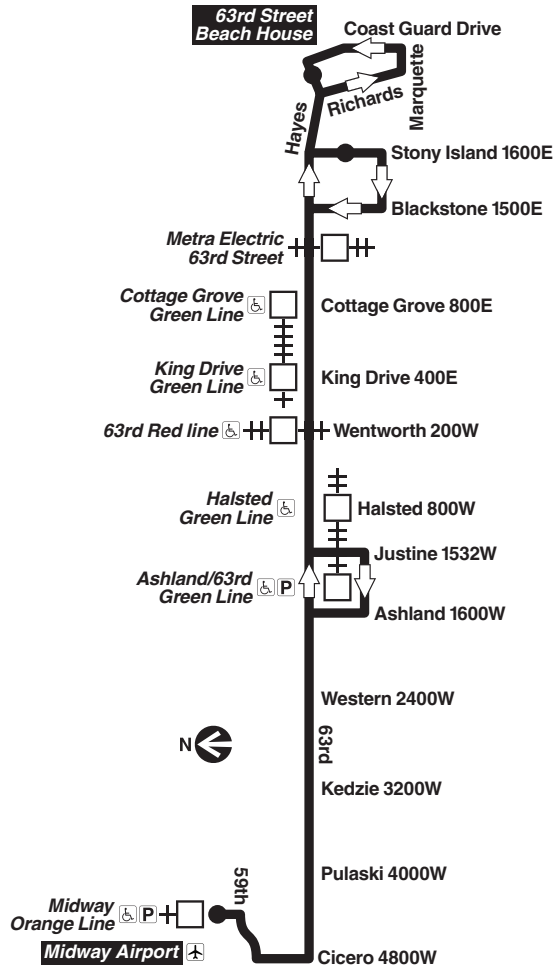 63rd Street
Beach House
Coast Guard Drive
Marquette
Richards
Hayes
Stony Island 1600E
Blackstone 1500E
Metra Electric
63rd Street
Cottage Grove
Green Line
Cottage Grove 800E
King Drive
Green Line
King Drive 400E
63rd Red line
Wentworth 200W
Halsted
Green Line
Halsted 800W
Justine 1532W
Ashland/63rd
Green Line
P
Ashland 1600W
Western 2400W
N
63rd
Kedzie 3200W
Pulaski 4000W
59th
Midway
Orange Line
P
Midway Airport
Cicero 4800W